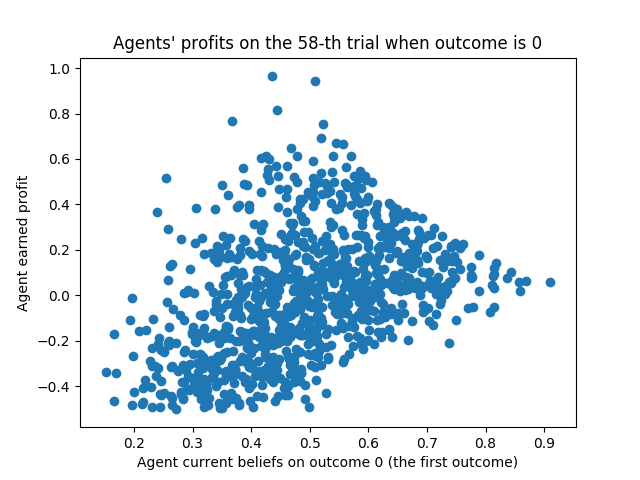 Agents' profits on the 58-th trial when outcome is 0
1.0
0.8
0.6
0.4
0.2
0.0
−0.2
−0.4
Agent earned profit
0.2 0.3 0.4 0.5 0.6 0.7 0.8 0.9
Agent current beliefs on outcome 0 (the first outcome)